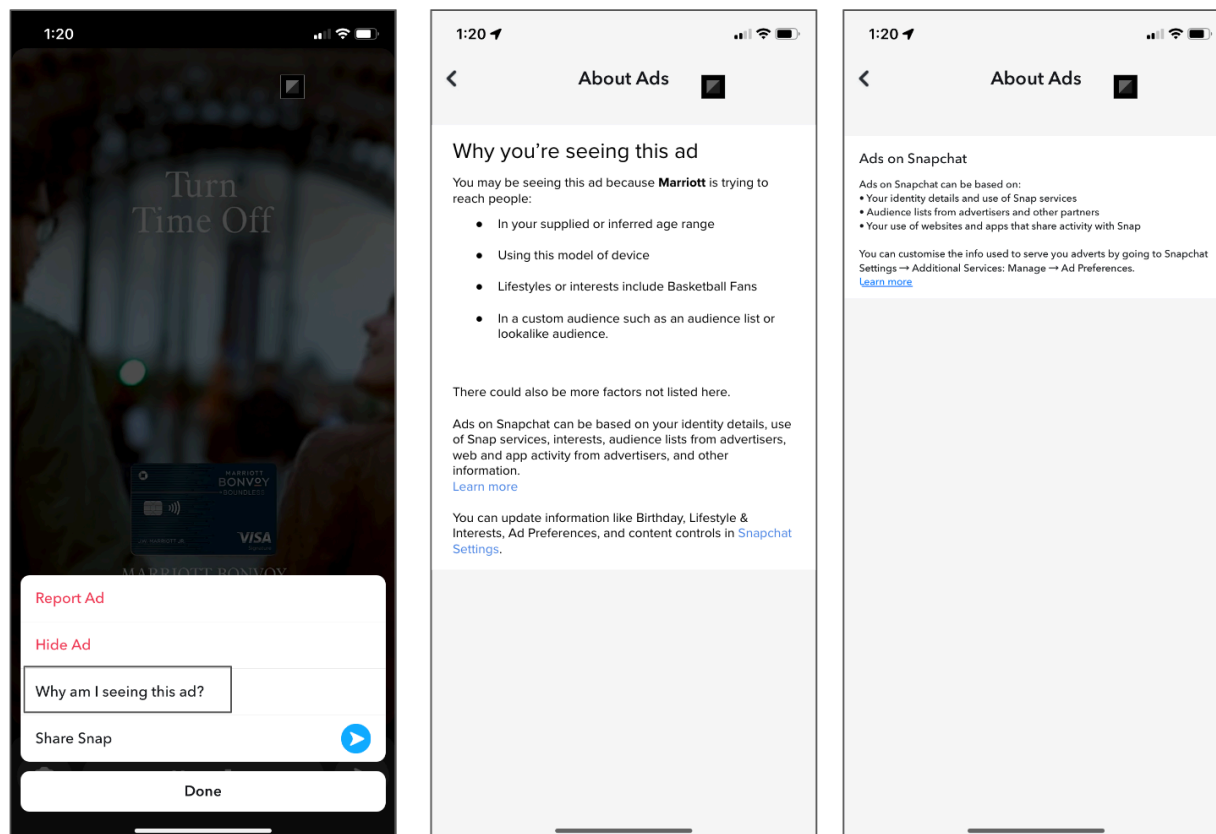 1:20
Turn
Time Off
MARRIOTT
BONVOY
BOUNDLESS
VISA
Signature
MARRIOTT BONVOY
Report Ad
Hide Ad
Why am I seeing this ad?
Share Snap
Done
1:20
About Ads
Why you're seeing this ad
You may be seeing this ad because Marriott is trying to
reach people:
● In your supplied or inferred age range
● Using this model of device
● Lifestyles or interests include Basketball Fans
● In a custom audience such as an audience list or
lookalike audience.
There could also be more factors not listed here.
Ads on Snapchat can be based on your identity details, use
of Snap services, interests, audience lists from advertisers,
web and app activity from advertisers, and other
information.
Learn more
You can update information like Birthday, Lifestyle &
Interests, Ad Preferences, and content controls in Snapchat
Settings.
1:20
About Ads
Ads on Snapchat
Ads on Snapchat can be based on:
• Your identity details and use of Snap services
• Audience lists from advertisers and other partners
• Your use of websites and apps that share activity with Snap
You can customise the info used to serve you adverts by going to Snapchat
Settings → Additional Services: Manage → Ad Preferences.
Learn more